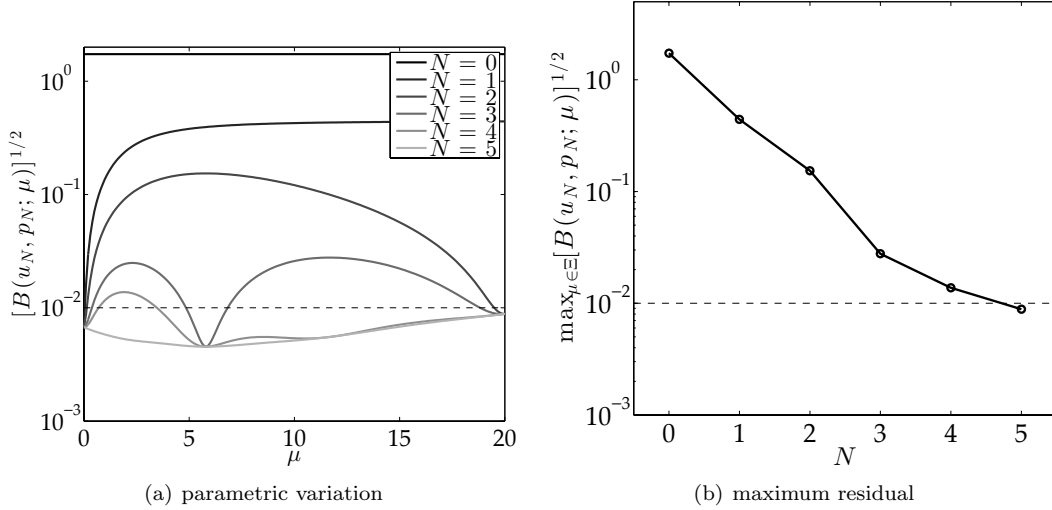 [B(u_N, p_N; μ)]^{1/2}
10^0
10^{-1}
10^{-2}
10^{-3}
0
5
10
15
20
μ
N = 0
N = 1
N = 2
N = 3
N = 4
N = 5
(a) parametric variation
max_{μ∈Ξ}[B(u_N, p_N; μ)]^{1/2}
10^0
10^{-1}
10^{-2}
10^{-3}
0
1
2
3
4
5
N
(b) maximum residual